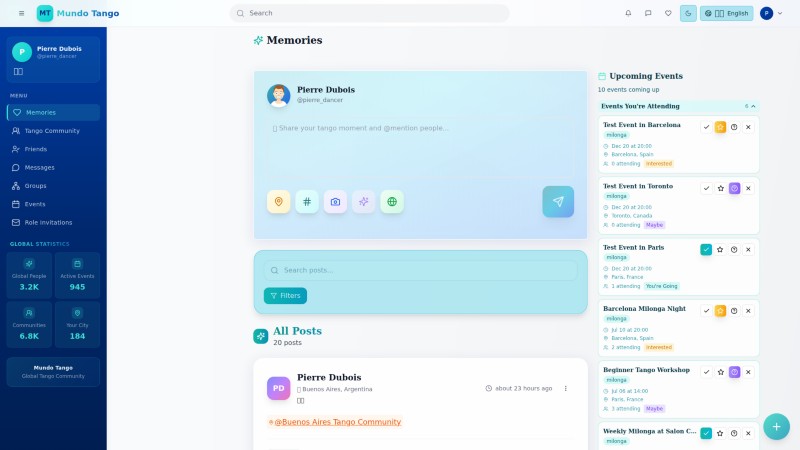 MT Mundo Tango
Search
English
P
P
Pierre Dubois
@pierre_dancer
MENU
Memories
Tango Community
Friends
Messages
Groups
Events
Role Invitations
GLOBAL STATISTICS
Global People
3.2K
Active Events
945
Communities
6.8K
Your City
184
Mundo Tango
Global Tango Community
Memories
Pierre Dubois
@pierre_dancer
Share your tango moment and @mention people...
Search posts...
Filters
All Posts
20 posts
PD
Pierre Dubois
Buenos Aires, Argentina
about 23 hours ago
@Buenos Aires Tango Community
Upcoming Events
10 events coming up
Events You're Attending
6
Test Event in Barcelona
milonga
Dec 20 at 20:00
Barcelona, Spain
0 attending Interested
Test Event in Toronto
milonga
Dec 20 at 20:00
Toronto, Canada
0 attending Maybe
Test Event in Paris
milonga
Dec 20 at 20:00
Paris, France
1 attending You're Going
Barcelona Milonga Night
milonga
Jul 10 at 20:00
Barcelona, Spain
2 attending Interested
Beginner Tango Workshop
milonga
Jul 06 at 14:00
Paris, France
3 attending Maybe
Weekly Milonga at Salon C...
milonga